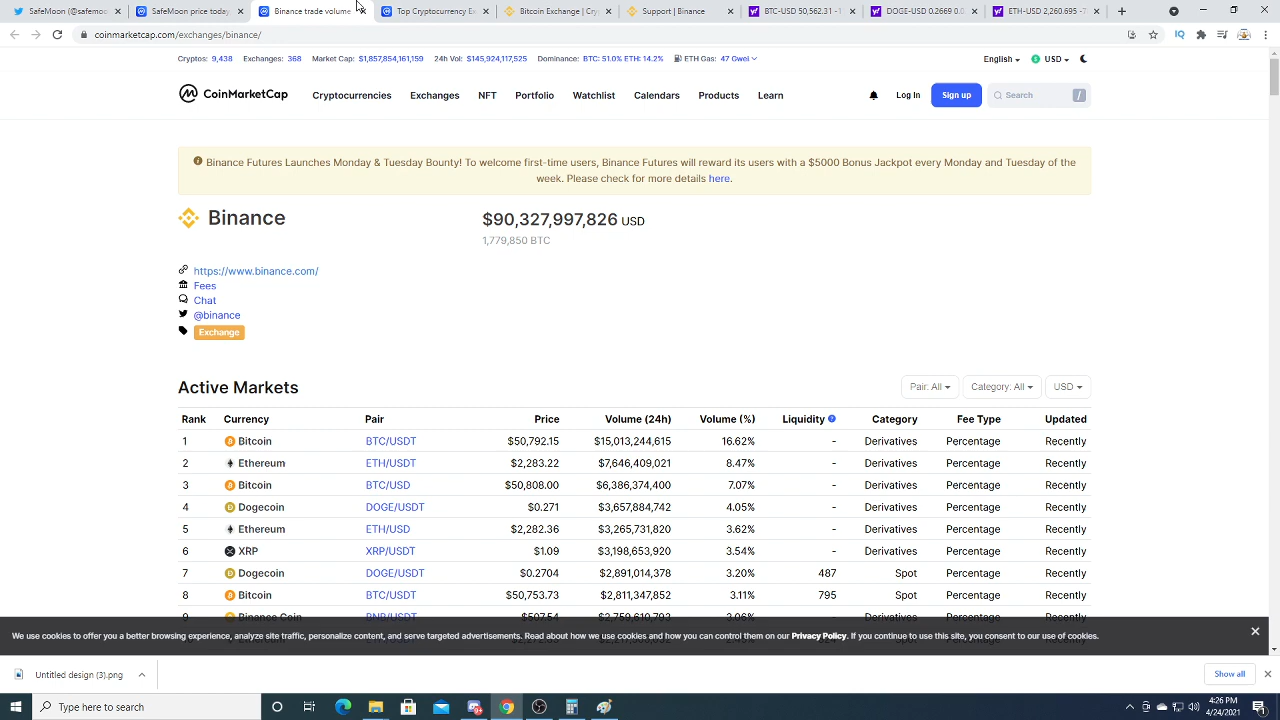 SafeMoon (@safemoo
SafeMoon price today,
Binance trade volume
Top Cryptocurrency Ex
Bitcoin Exchange | Cry
Support | Binance
BTC-USD 50,562.31 -1
DOGE-USD 0.2669 0.0
ETH-USD 2,260.695 -7
coinmarketcap.com/exchanges/binance/
Cryptos: 9,438 Exchanges: 368 Market Cap: $1,857,854,161,159 24h Vol: $145,924,117,525 Dominance: BTC: 51.0% ETH: 14.2% ETH Gas: 47 Gwei English USD
CoinMarketCap Cryptocurrencies Exchanges NFT Portfolio Watchlist Calendars Products Learn Log In Sign up Search /
Binance Futures Launches Monday & Tuesday Bounty! To welcome first-time users, Binance Futures will reward its users with a $5000 Bonus Jackpot every Monday and Tuesday of the
week. Please check for more details here.
Binance $90,327,997,826 USD
1,779,850 BTC
https://www.binance.com/
Fees
Chat
@binance
Exchange
Active Markets Pair: All Category: All USD
Rank Currency Pair Price Volume (24h) Volume (%) Liquidity Category Fee Type Updated
1 Bitcoin BTC/USDT $50,792.15 $15,013,244,615 16.62% - Derivatives Percentage Recently
2 Ethereum ETH/USDT $2,283.22 $7,646,409,021 8.47% - Derivatives Percentage Recently
3 Bitcoin BTC/USD $50,808.00 $6,386,374,400 7.07% - Derivatives Percentage Recently
4 Dogecoin DOGE/USDT $0.271 $3,657,884,742 4.05% - Derivatives Percentage Recently
5 Ethereum ETH/USD $2,282.36 $3,265,731,820 3.62% - Derivatives Percentage Recently
6 XRP XRP/USDT $1.09 $3,198,653,920 3.54% - Derivatives Percentage Recently
7 Dogecoin DOGE/USDT $0.2704 $2,891,014,378 3.20% 487 Spot Percentage Recently
8 Bitcoin BTC/USDT $50,753.73 $2,811,347,852 3.11% 795 Spot Percentage Recently
9 Binance Coin BNB/USDT $507.54 3.06% Derivatives Percentage Recently
We use cookies to offer you a better browsing experience, analyze site traffic, personalize content, and serve targeted advertisements. Read about how we use cookies and how you can control them on our Privacy Policy. If you continue to use this site, you consent to our use of cookies.
Untitled design (3).png Show all
Type here to search
4:26 PM
4/24/2021